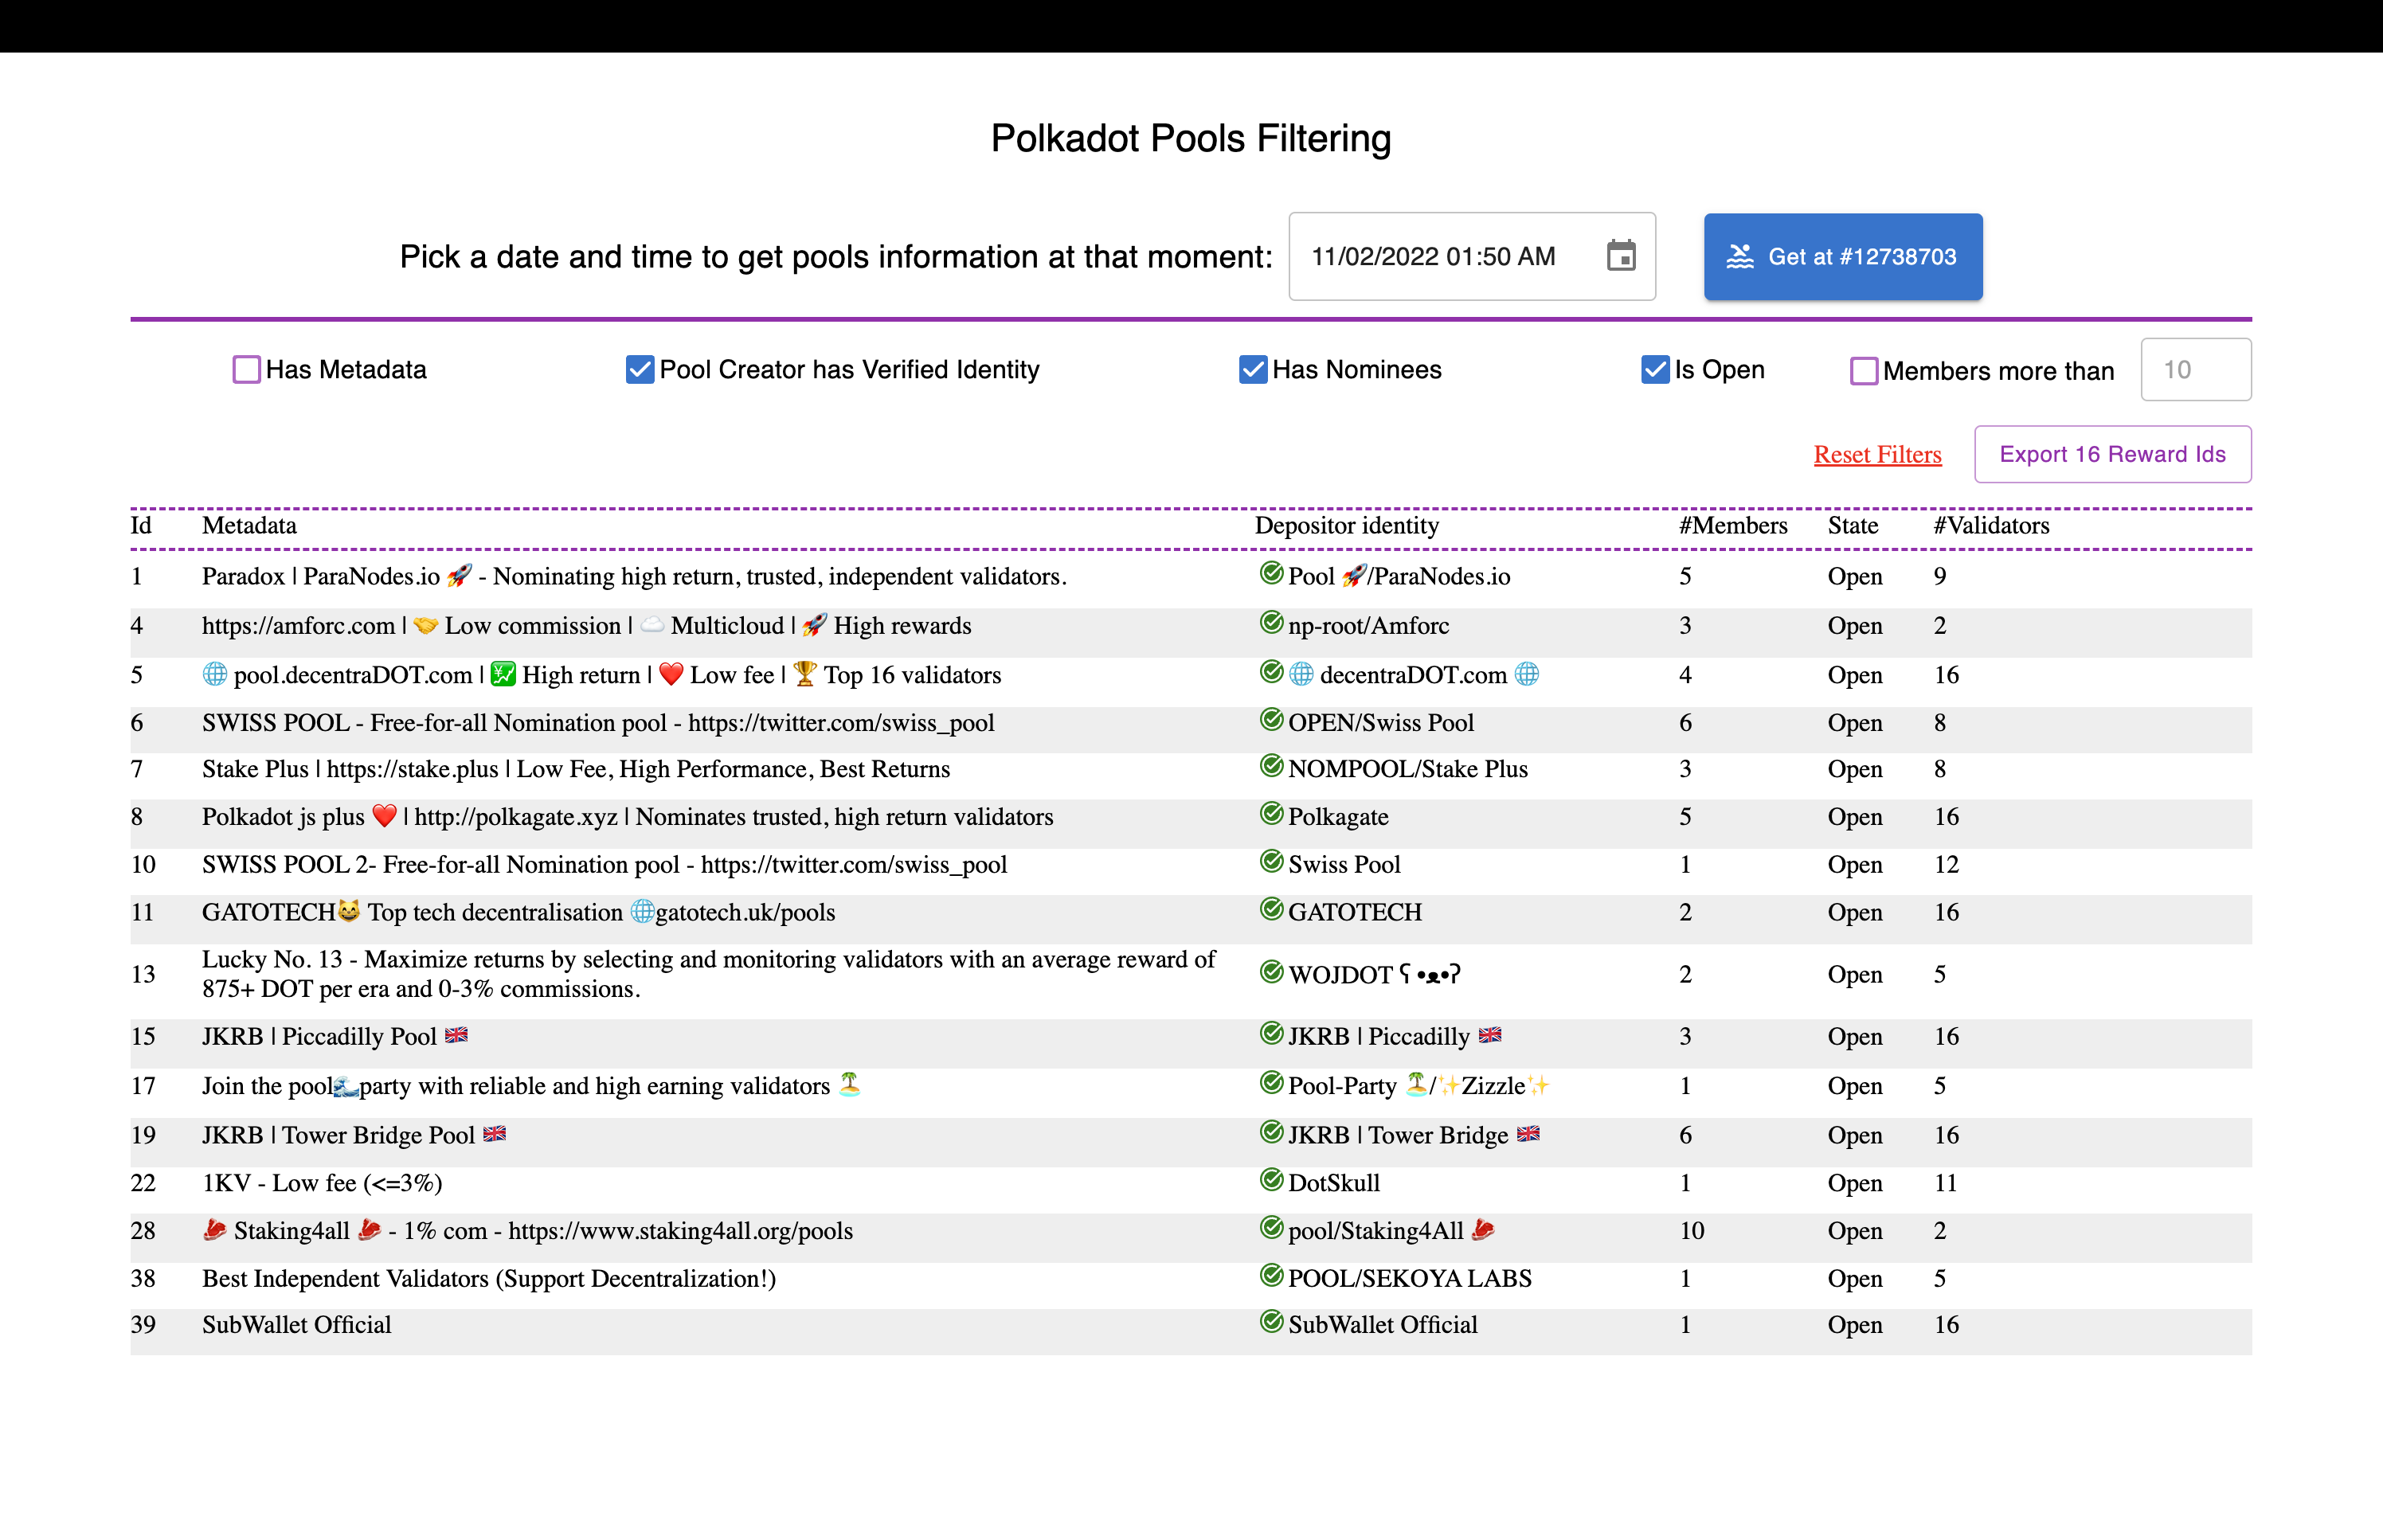 Polkadot Pools Filtering
Pick a date and time to get pools information at that moment: 11/02/2022 01:50 AM Get at #12738703
Has Metadata Pool Creator has Verified Identity Has Nominees Is Open Members more than 10
Reset Filters Export 16 Reward Ids
Id Metadata Depositor identity #Members State #Validators
1 Paradox | ParaNodes.io 🚀 - Nominating high return, trusted, independent validators. Pool 🚀/ParaNodes.io 5 Open 9
4 https://amforc.com | 🤝 Low commission | ☁️ Multicloud | 🚀 High rewards np-root/Amforc 3 Open 2
5 🌐 pool.decentraDOT.com | 💹 High return | ❤️ Low fee | 🏆 Top 16 validators 🌐 decentraDOT.com 🌐 4 Open 16
6 SWISS POOL - Free-for-all Nomination pool - https://twitter.com/swiss_pool OPEN/Swiss Pool 6 Open 8
7 Stake Plus | https://stake.plus | Low Fee, High Performance, Best Returns NOMPOOL/Stake Plus 3 Open 8
8 Polkadot js plus ❤️ | http://polkagate.xyz | Nominates trusted, high return validators Polkagate 5 Open 16
10 SWISS POOL 2- Free-for-all Nomination pool - https://twitter.com/swiss_pool Swiss Pool 1 Open 12
11 GATOTECH😸 Top tech decentralisation 🌐gatotech.uk/pools GATOTECH 2 Open 16
13 Lucky No. 13 - Maximize returns by selecting and monitoring validators with an average reward of
875+ DOT per era and 0-3% commissions. WOJDOT ʕ •ᴥ•ʔ 2 Open 5
15 JKRB | Piccadilly Pool 🇬🇧 JKRB | Piccadilly 🇬🇧 3 Open 16
17 Join the pool🌊party with reliable and high earning validators 🏝️ Pool-Party 🏝️/✨Zizzle✨ 1 Open 5
19 JKRB | Tower Bridge Pool 🇬🇧 JKRB | Tower Bridge 🇬🇧 6 Open 16
22 1KV - Low fee (<=3%) DotSkull 1 Open 11
28 🥩 Staking4all 🥩 - 1% com - https://www.staking4all.org/pools pool/Staking4All 🥩 10 Open 2
38 Best Independent Validators (Support Decentralization!) POOL/SEKOYA LABS 1 Open 5
39 SubWallet Official SubWallet Official 1 Open 16